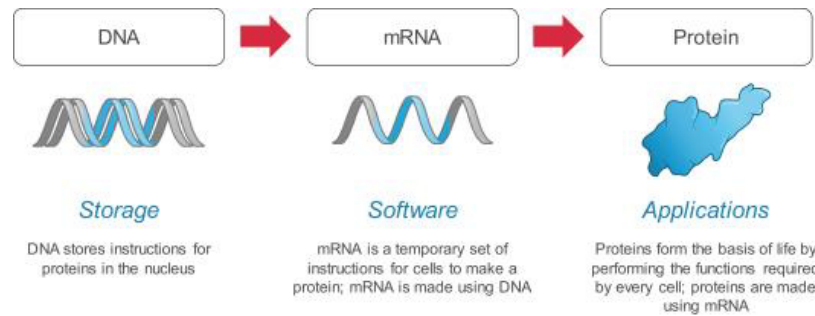 DNA
mRNA
Protein
Storage
Software
Applications
DNA stores instructions for
proteins in the nucleus
mRNA is a temporary set of
instructions for cells to make a
protein; mRNA is made using DNA
Proteins form the basis of life by
performing the functions required
by every cell; proteins are made
using mRNA